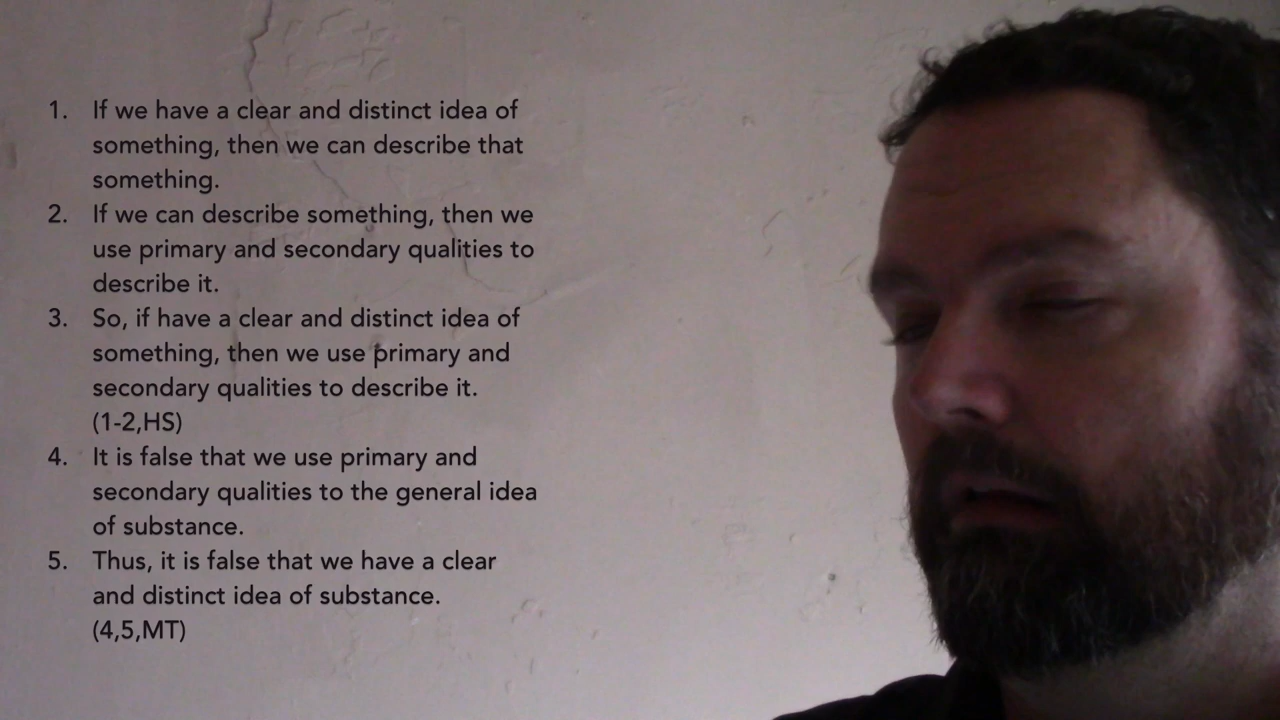 1. If we have a clear and distinct idea of
something, then we can describe that
something.
2. If we can describe something, then we
use primary and secondary qualities to
describe it.
3. So, if have a clear and distinct idea of
something, then we use primary and
secondary qualities to describe it.
(1-2,HS)
4. It is false that we use primary and
secondary qualities to the general idea
of substance.
5. Thus, it is false that we have a clear
and distinct idea of substance.
(4,5,MT)